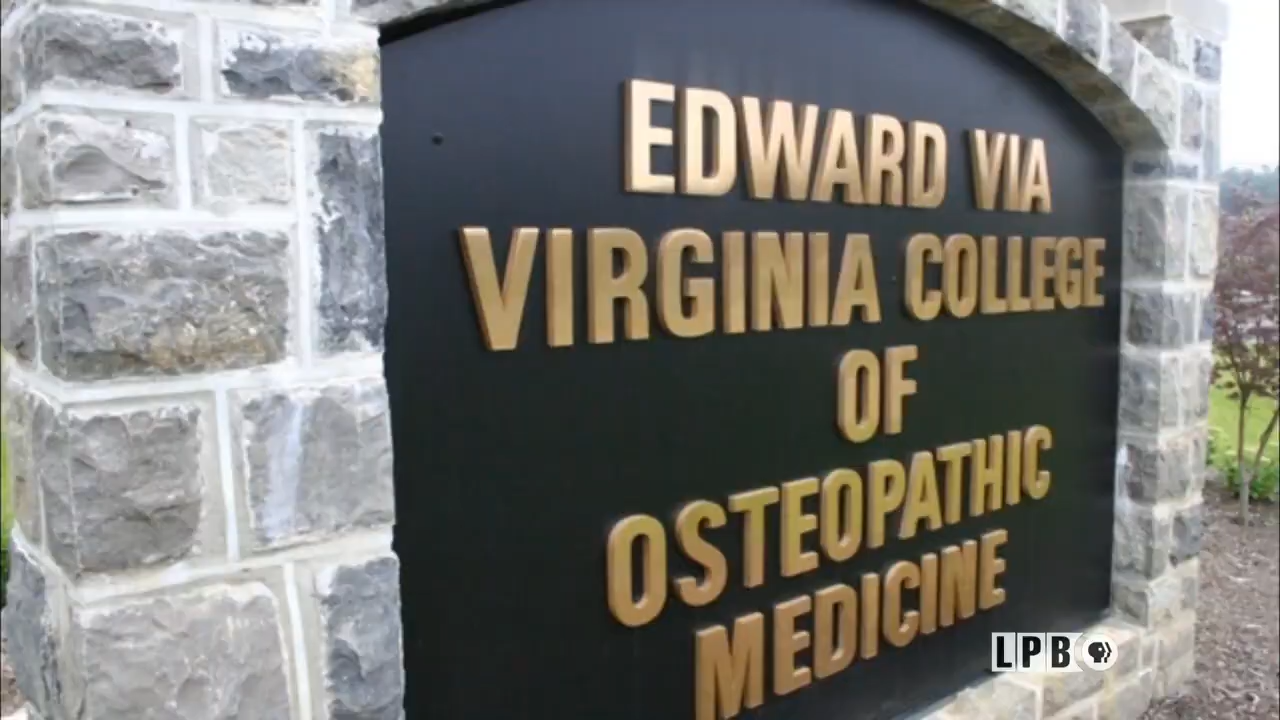 EDWARD VIA
VIRGINIA COLLEGE
OF
OSTEOPATHIC
MEDICINE
LPB